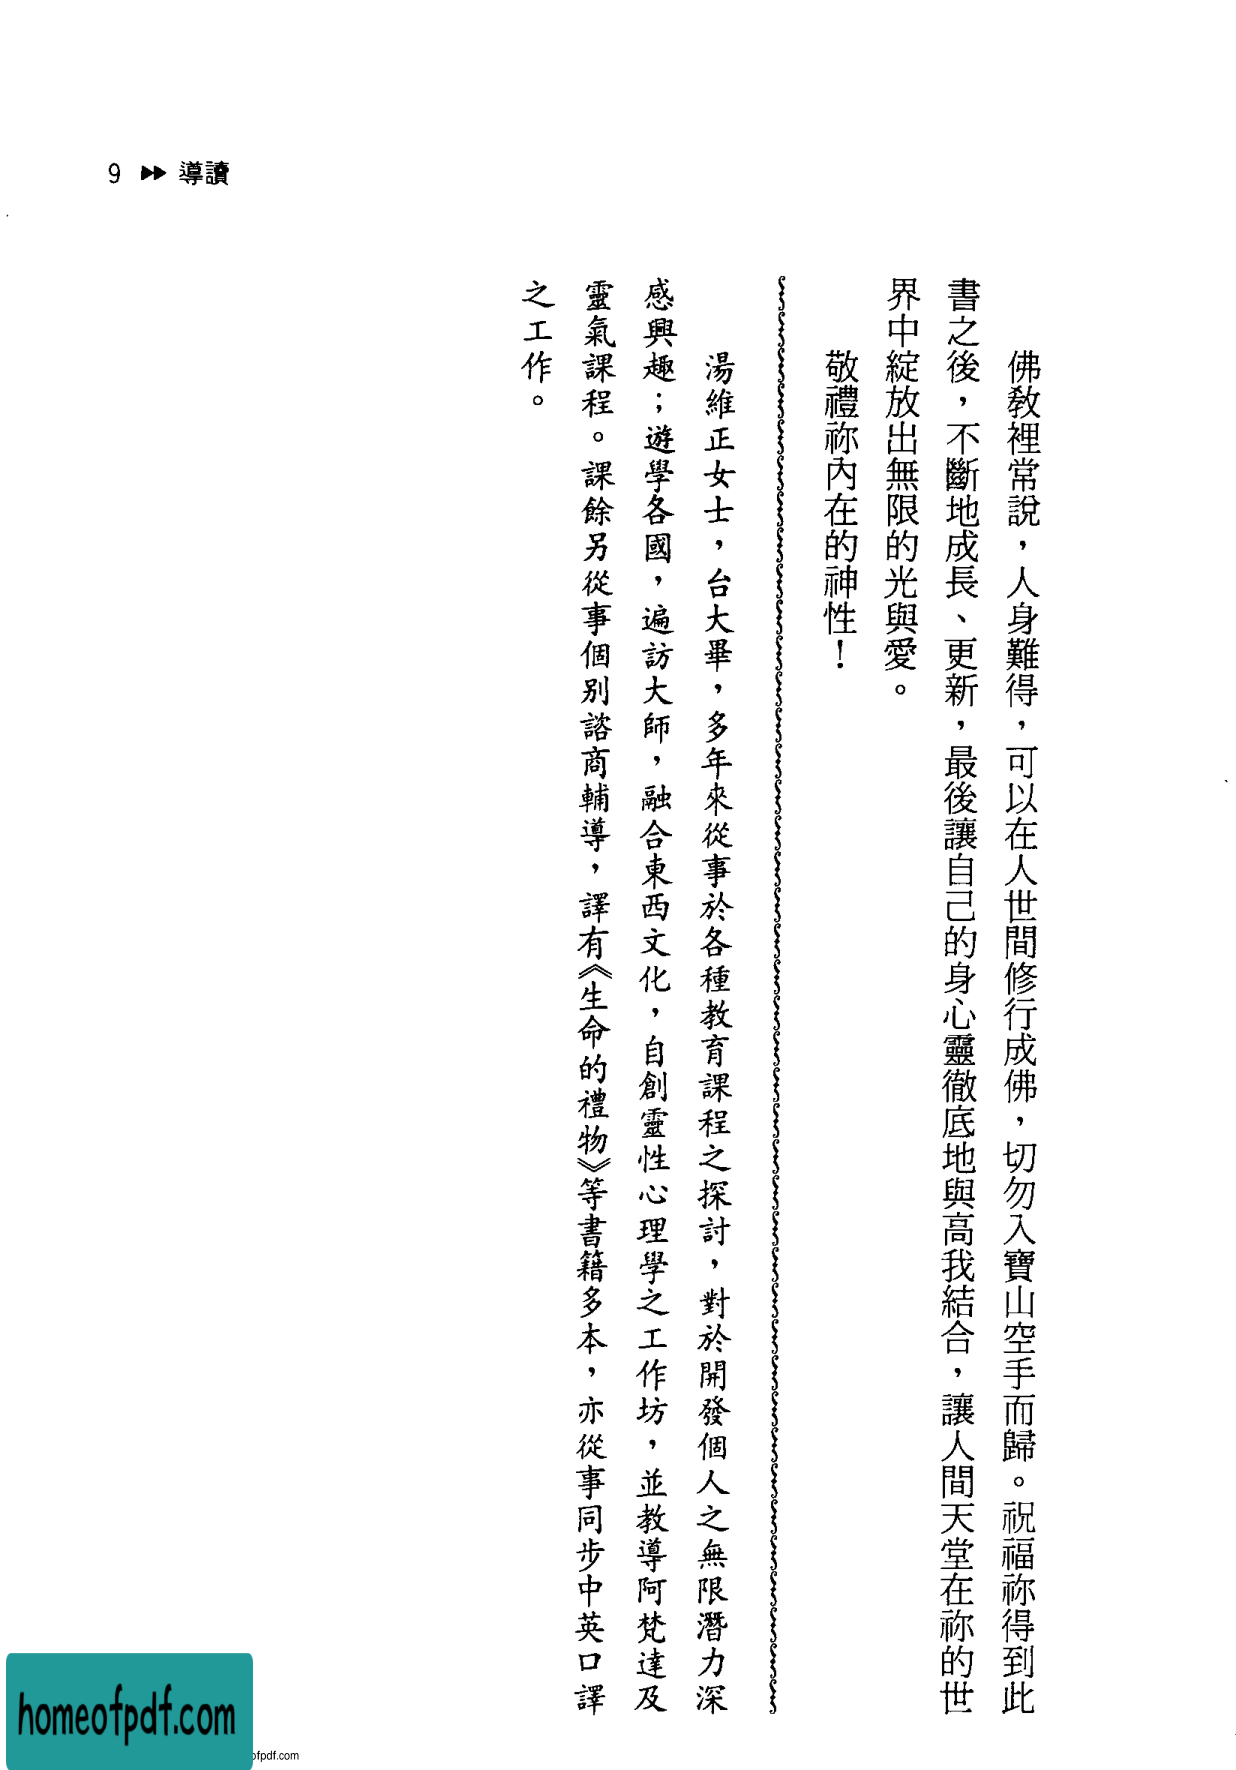 9 ▶▶ 導讀
佛教裡常說，人身難得，可以在人世間修行成佛，切勿入寶山空手而歸。祝福祢得到此
書之後，不斷地成長、更新，最後讓自己的身心靈徹底地與高我結合，讓人間天堂在祢的世
界中綻放出無限的光與愛。
敬禮祢內在的神性！
湯維正女士，台大畢，多年來從事於各種教育課程之探討，對於開發個人之無限潛力深
感興趣；遊學各國，遍訪大師，融合東西文化，自創靈性心理學之工作坊，並教導阿梵達及
靈氣課程。課餘另從事個別諮商輔導，譯有《生命的禮物》等書籍多本，亦從事同步中英口譯
之工作。
homeofpdf.com
ofpdf.com